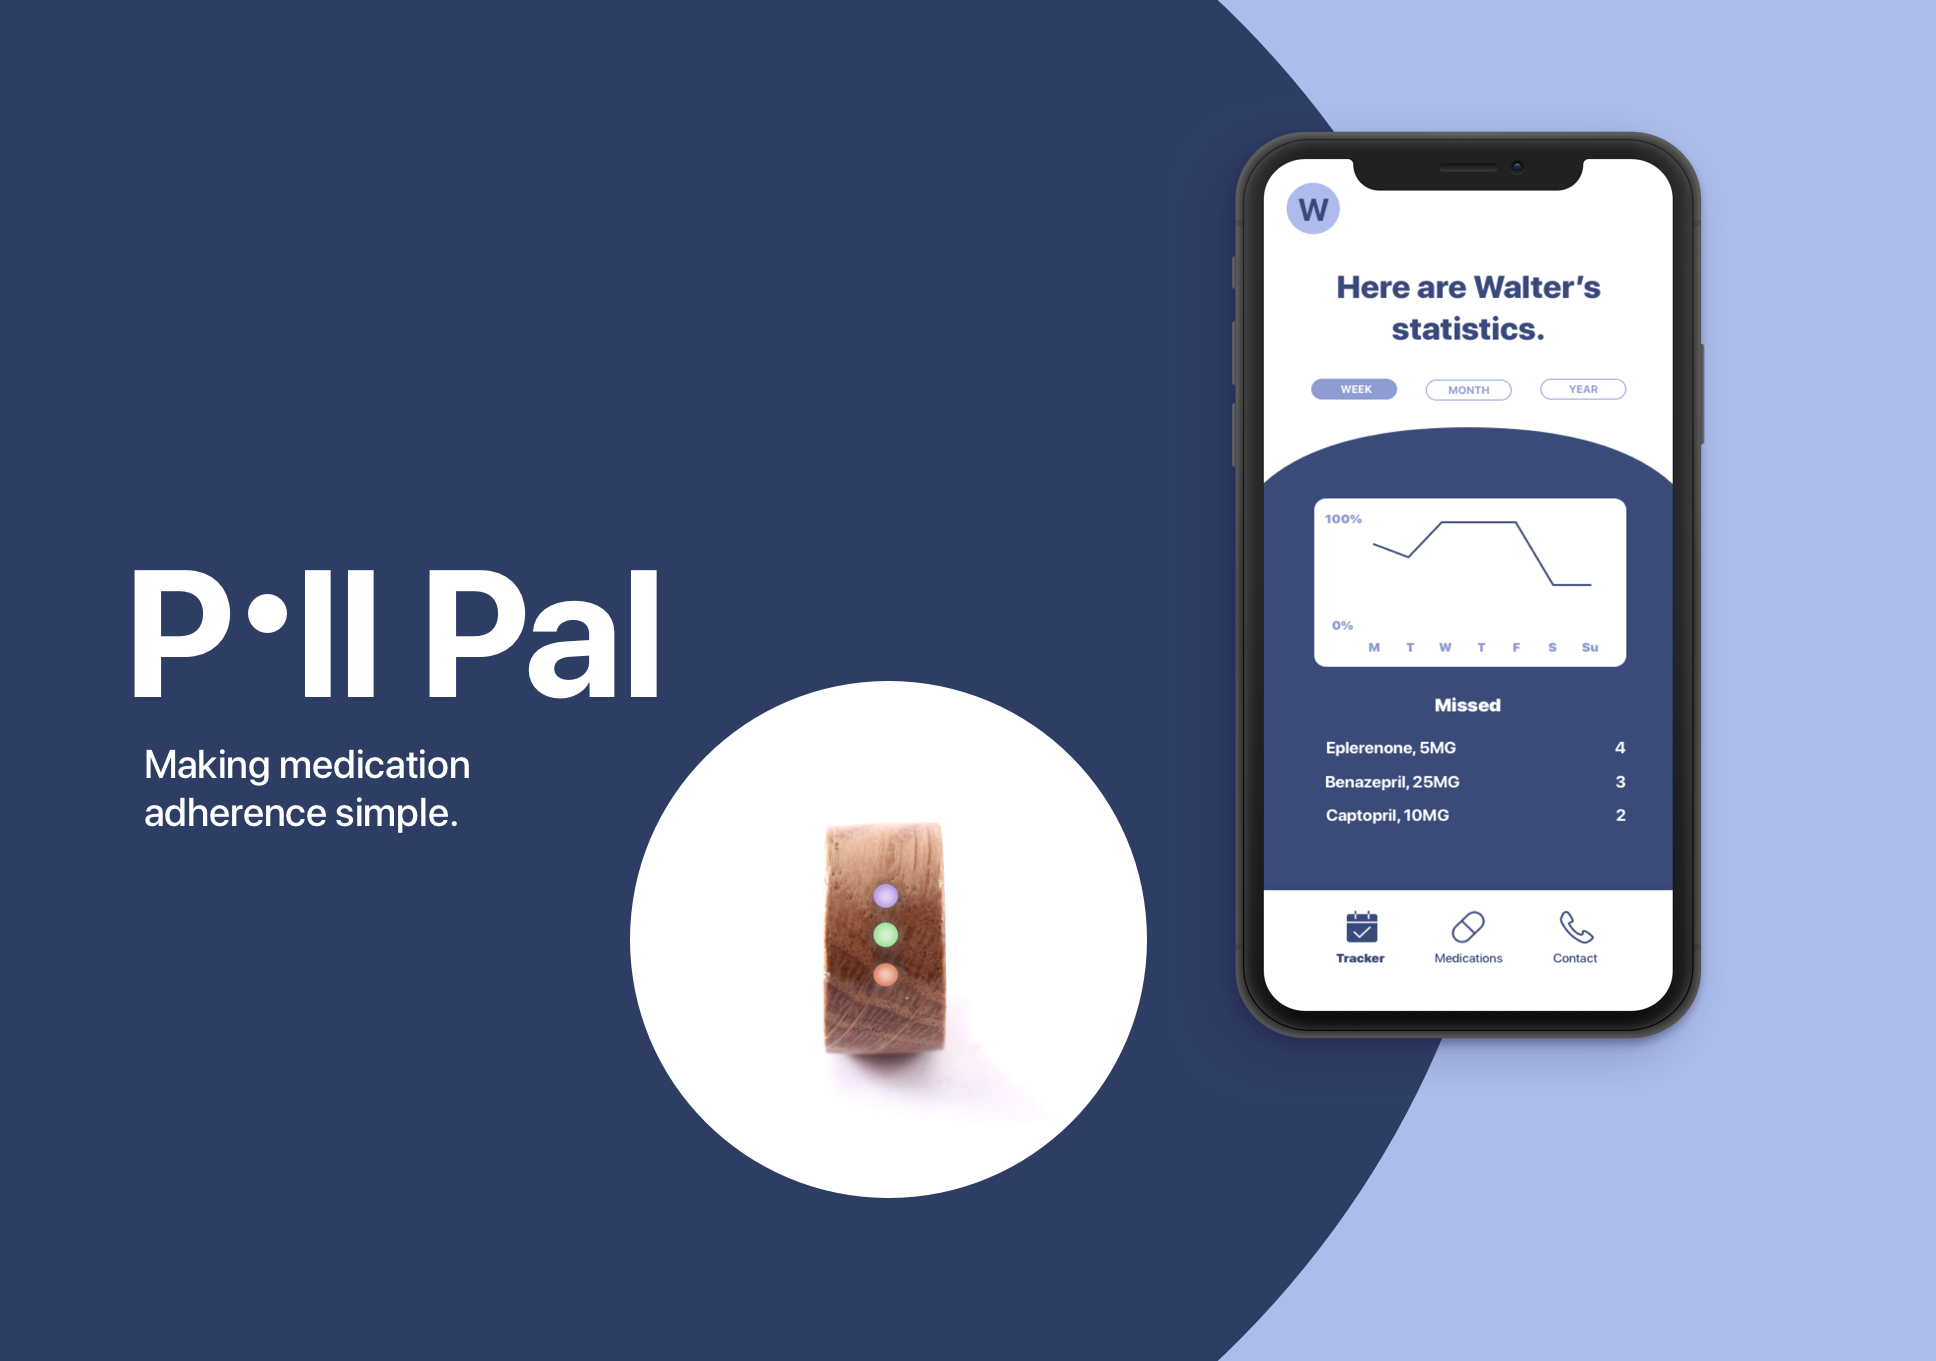 P•ll Pal
Making medication
adherence simple.
W
Here are Walter’s
statistics.
WEEK MONTH YEAR
100%
0%
M T W T F S Su
Missed
Eplerenone, 5MG 4
Benazepril, 25MG 3
Captopril, 10MG 2
Tracker Medications Contact